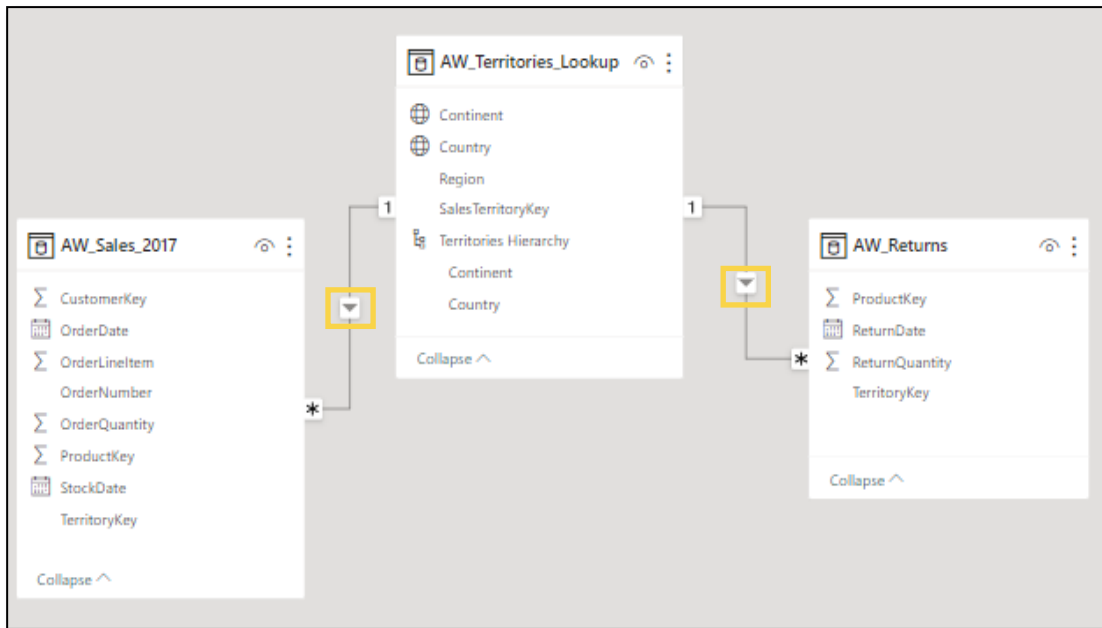 AW_Territories_Lookup
Continent
Country
Region
SalesTerritoryKey
Territories Hierarchy
Continent
Country
Collapse
1
1
*
*
AW_Sales_2017
CustomerKey
OrderDate
OrderLineItem
OrderNumber
OrderQuantity
ProductKey
StockDate
TerritoryKey
Collapse
AW_Returns
ProductKey
ReturnDate
ReturnQuantity
TerritoryKey
Collapse